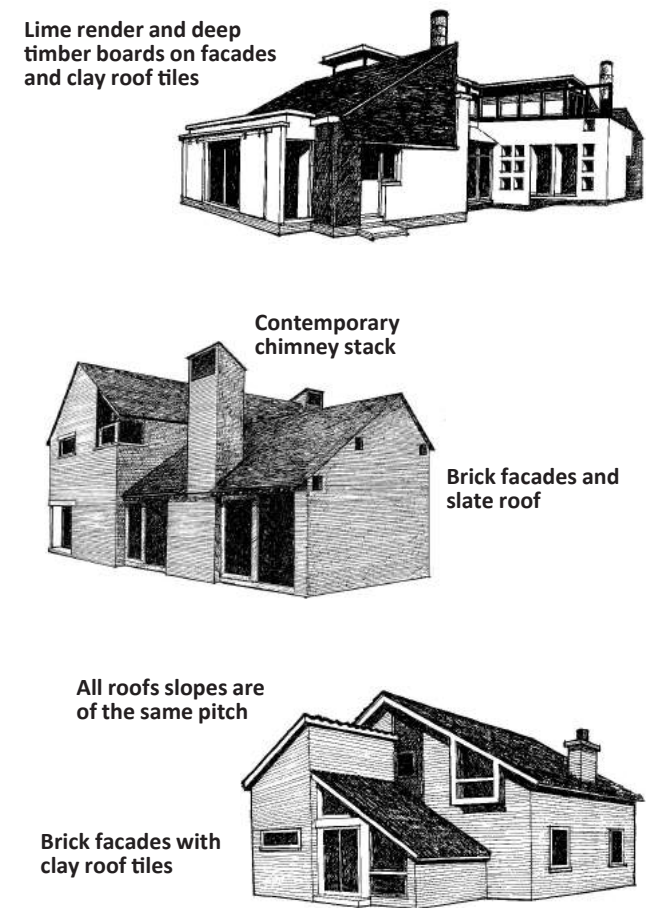 Lime render and deep
timber boards on facades
and clay roof tiles
Contemporary
chimney stack
Brick facades and
slate roof
All roofs slopes are
of the same pitch
Brick facades with
clay roof tiles